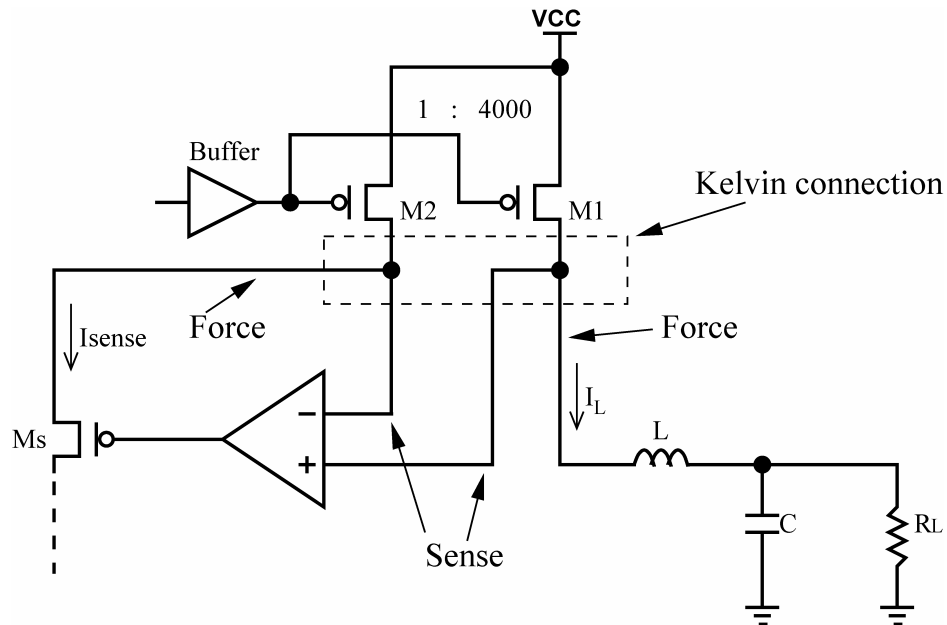 VCC
1 : 4000
Buffer
Kelvin connection
M2
M1
Force
Force
Isense
IL
Ms
−
+
L
C
RL
Sense